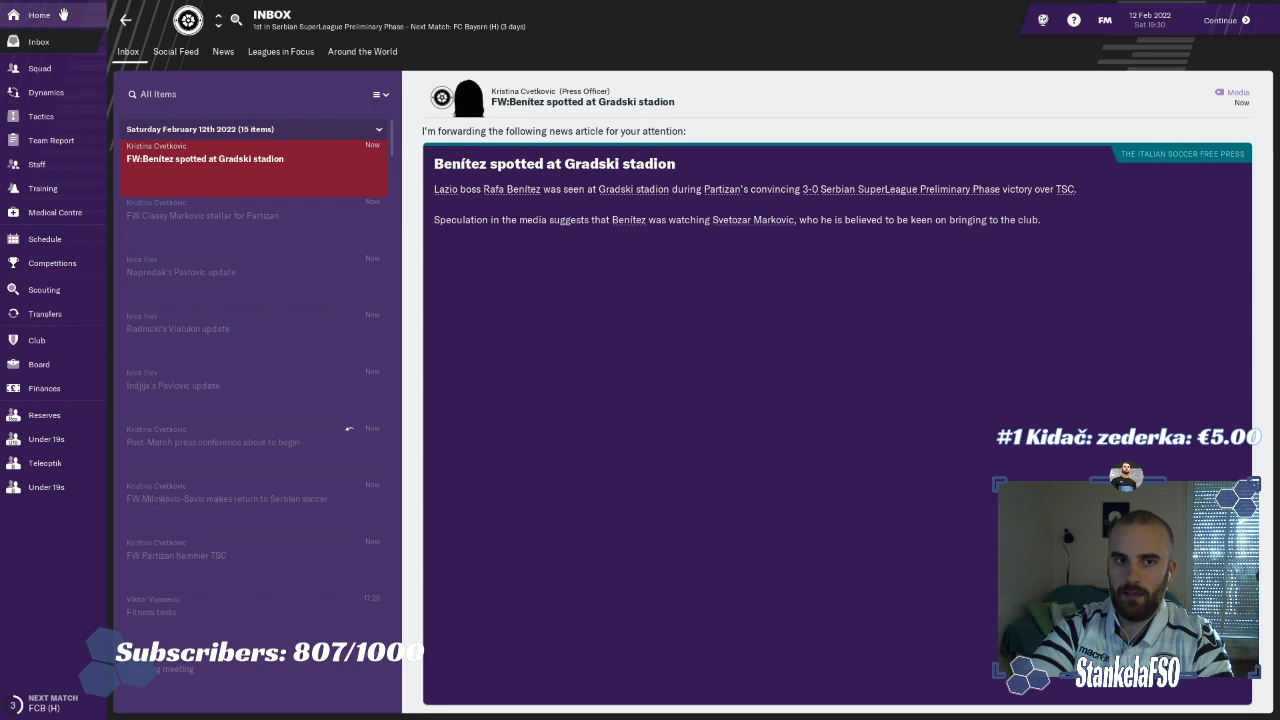 Home
Inbox
Squad
Dynamics
Tactics
Team Report
Staff
Training
Medical Centre
Schedule
Competitions
Scouting
Transfers
Club
Board
Finances
Reserves
Under 19s
Teleoptik
Under 19s
3
NEXT MATCH
FCB (H)
INBOX
1st in Serbian SuperLeague Preliminary Phase - Next Match: FC Bayern (H) (3 days)
FM
12 Feb 2022
Sat 19:30
Continue
Inbox Social Feed News Leagues in Focus Around the World
All Items
Saturday February 12th 2022 (15 items)
Kristina Cvetkovic Now
FW:Benítez spotted at Gradski stadion
Kristina Cvetkovic Now
FW:Classy Markovic stellar for Partizan
Ivica Iliev Now
Napredak's Pavlovic update
Ivica Iliev Now
Radnicki's Vlalukin update
Ivica Iliev Now
Indjija's Pavlovic update
Kristina Cvetkovic Now
Post-Match press conference about to begin
Kristina Cvetkovic Now
FW:Milinkovic-Savic makes return to Serbian soccer
Kristina Cvetkovic Now
FW:Partizan hammer TSC
Viktor Vujosevic
Fitness tests
Subscribers: 807/1000
meeting
Kristina Cvetkovic (Press Officer)
FW:Benítez spotted at Gradski stadion
Media
Now
I'm forwarding the following news article for your attention:
Benítez spotted at Gradski stadion
THE ITALIAN SOCCER FREE PRESS
Lazio boss Rafa Benítez was seen at Gradski stadion during Partizan's convincing 3-0 Serbian SuperLeague Preliminary Phase victory over TSC.
Speculation in the media suggests that Benítez was watching Svetozar Markovic, who he is believed to be keen on bringing to the club.
#1 Kidač: zederka: €5.00
macr
StankelaFSO